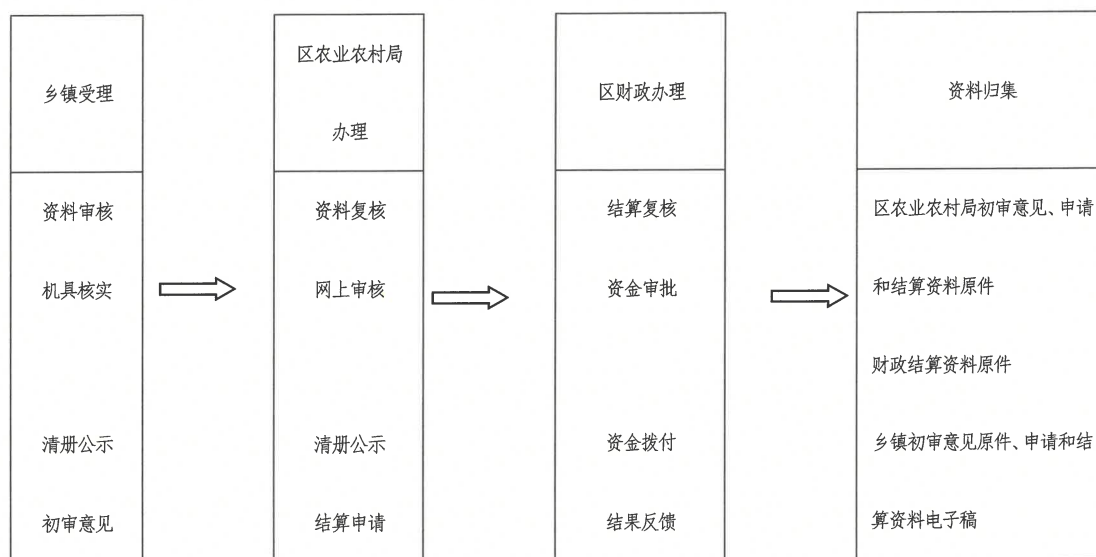 乡镇受理
资料审核
机具核实
清册公示
初审意见
区农业农村局
办理
资料复核
网上审核
清册公示
结算申请
区财政办理
结算复核
资金审批
资金拨付
结果反馈
资料归集
区农业农村局初审意见、申请
和结算资料原件
财政结算资料原件
乡镇初审意见原件、申请和结
算资料电子稿